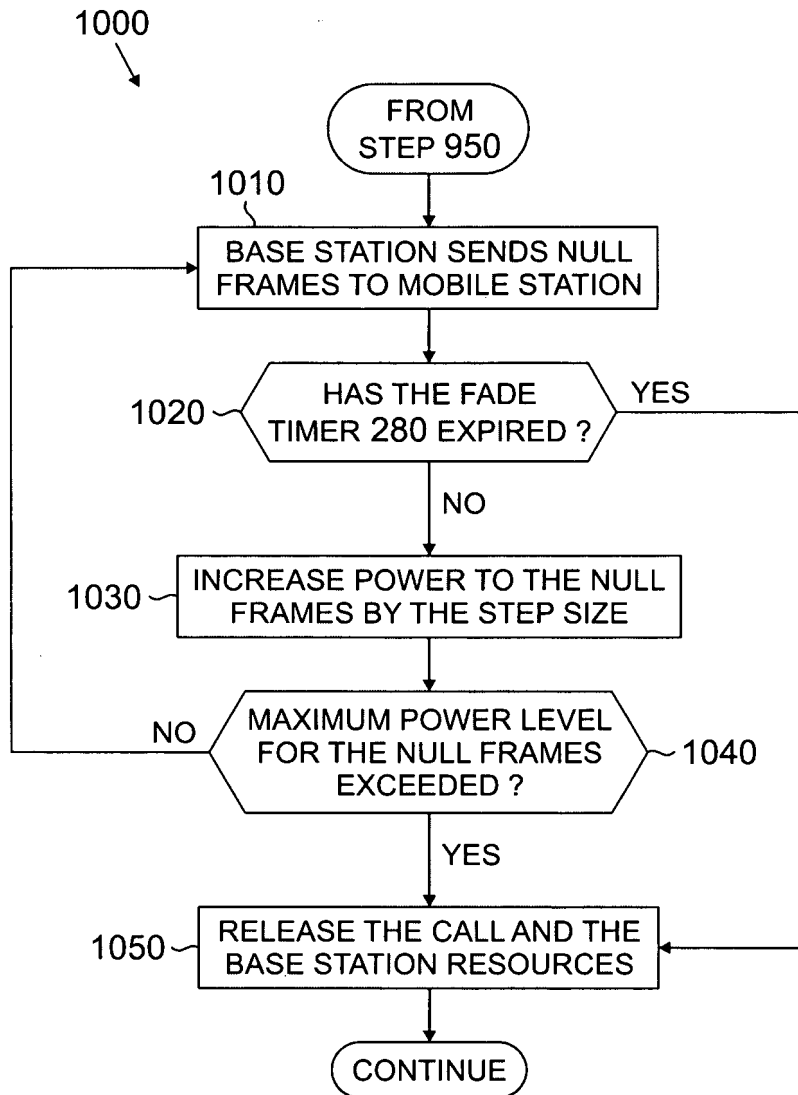 1000
FROM
STEP 950
1010
BASE STATION SENDS NULL
FRAMES TO MOBILE STATION
1020
HAS THE FADE
TIMER 280 EXPIRED ?
YES
NO
1030
INCREASE POWER TO THE NULL
FRAMES BY THE STEP SIZE
NO
MAXIMUM POWER LEVEL
FOR THE NULL FRAMES
EXCEEDED ?
1040
YES
1050
RELEASE THE CALL AND THE
BASE STATION RESOURCES
CONTINUE